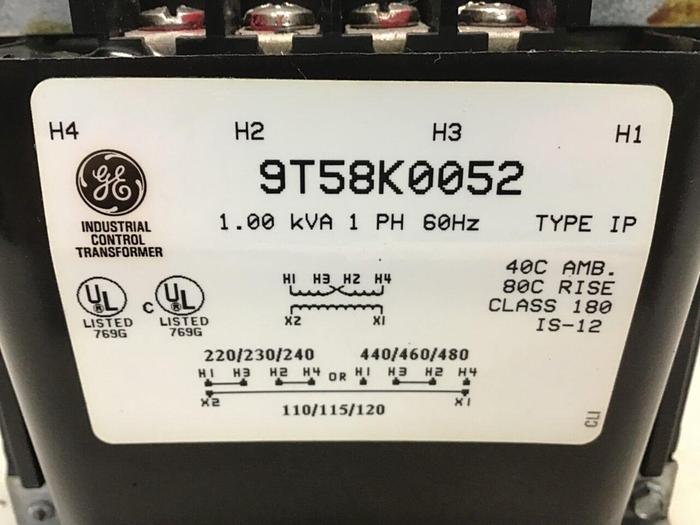 H4 H2 H3 H1
GE
9T58K0052
INDUSTRIAL
CONTROL
TRANSFORMER
1.00 kVA 1 PH 60Hz TYPE IP
40C AMB.
80C RISE
CLASS 180
IS-12
UL
LISTED
769G
C UL
LISTED
769G
H1 H3 H2 H4
X2 X1
220/230/240 440/460/480
H1 H3 H2 H4 OR H1 H3 H2 H4
X2 X1
110/115/120
CLI